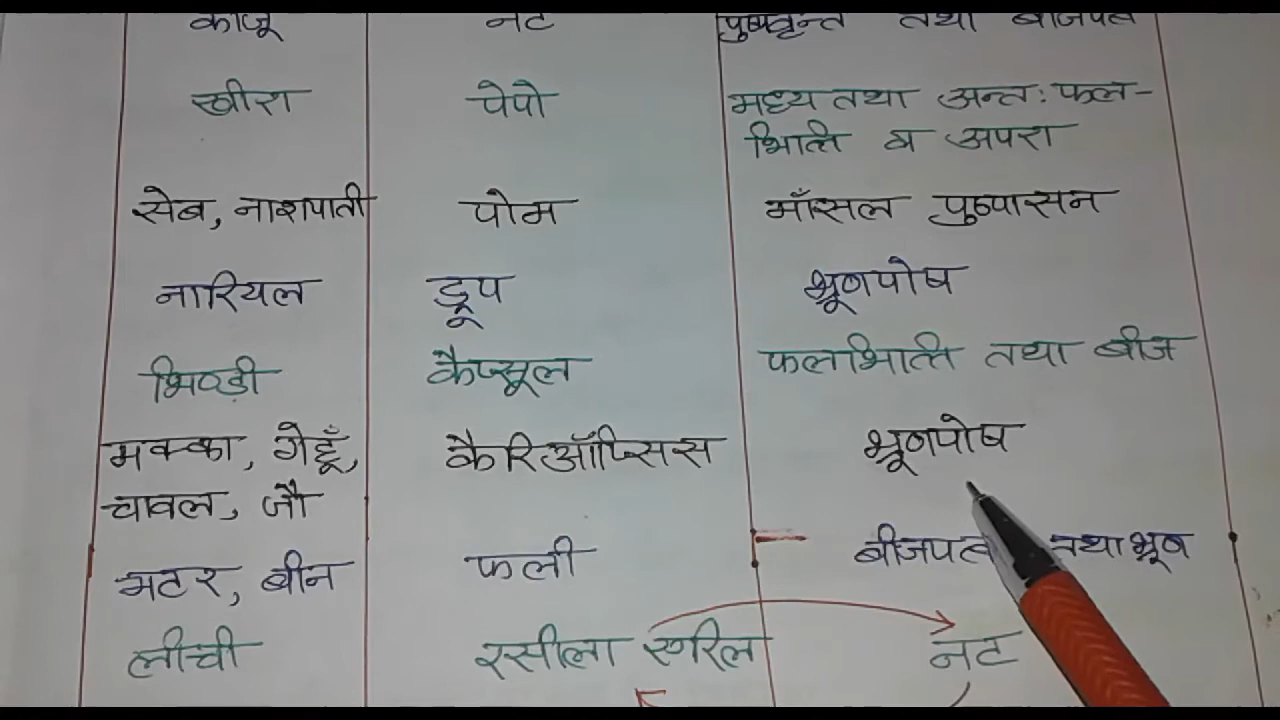 काजू नट पुष्पवृन्त तथा बीजपत्र
खीरा पेपो मध्य तथा अन्तः फल-
भित्ति व अपरा
सेब, नाशपाती पोम माँसल पुष्पासन
नारियल ड्रूप भ्रूणपोष
भिण्डी कैप्सूल फलभित्ति तथा बीज
मक्का, गेहूँ, कैरिऑप्सिस भ्रूणपोष
चावल, जौ
मटर, बीन फली बीजपत्र तथा भ्रूण
लीची रसीला एरिल नट